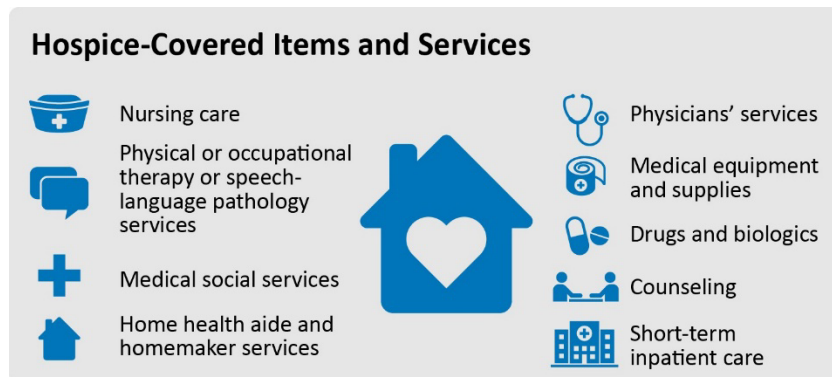 Hospice-Covered Items and Services
Nursing care
Physical or occupational
therapy or speech-
language pathology
services
Medical social services
Home health aide and
homemaker services
Physicians’ services
Medical equipment
and supplies
Drugs and biologics
Counseling
Short-term
inpatient care